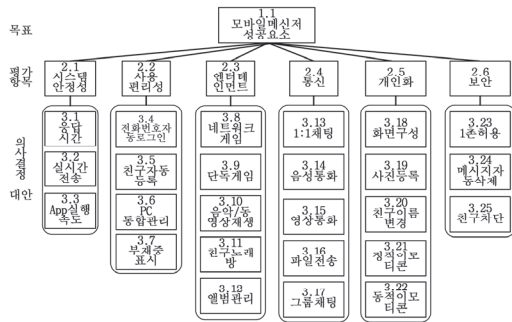 목표
1.1
모바일메신저
성공요소
평가
항목
2.1
시스템
안정성
2.2
사용
편리성
2.3
엔터테
인먼트
2.4
통신
2.5
개인화
2.6
보안
의사결정
대안
3.1
응답
시간
3.2
실시간
전송
3.3
App실행
속도
3.4
전화번호자
동로그인
3.5
친구자동
등록
3.6
PC
통합관리
3.7
부재중
표시
3.8
네트워크
게임
3.9
단독게임
3.10
음악/동
영상재생
3.11
친구노래
방
3.12
앨범관리
3.13
1:1채팅
3.14
음성통화
3.15
영상통화
3.16
파일전송
3.17
그룹채팅
3.18
화면구성
3.19
사진등록
3.20
친구이름
변경
3.21
정적이모
티콘
3.22
동적이모
티콘
3.23
1촌허용
3.24
메시지자
동삭제
3.25
친구차단